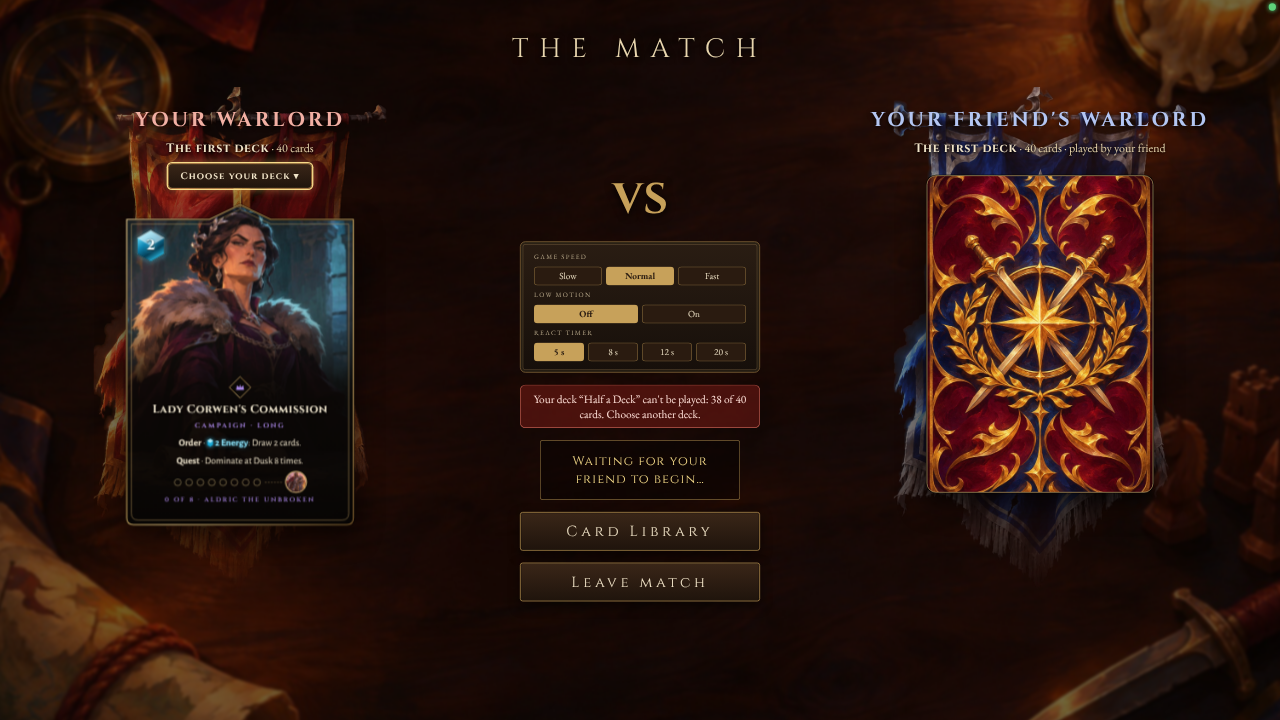 THE MATCH
YOUR WARLORD
THE FIRST DECK · 40 cards
CHOOSE YOUR DECK ▾
2
LADY CORWEN'S COMMISSION
CAMPAIGN · LONG
Order · 2 Energy: Draw 2 cards.
Quest · Dominate at Dusk 8 times.
0 OF 8 · ALDRIC THE UNBROKEN
VS
GAME SPEED
Slow Normal Fast
LOW MOTION
Off On
REACT TIMER
5 s 8 s 12 s 20 s
Your deck “Half a Deck” can't be played: 38 of 40
cards. Choose another deck.
WAITING FOR YOUR
FRIEND TO BEGIN…
CARD LIBRARY
LEAVE MATCH
YOUR FRIEND'S WARLORD
THE FIRST DECK · 40 cards · played by your friend